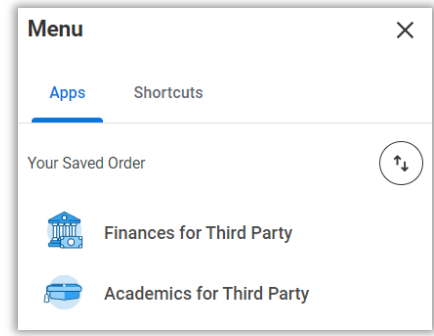 Menu
Apps Shortcuts
Your Saved Order
Finances for Third Party
Academics for Third Party